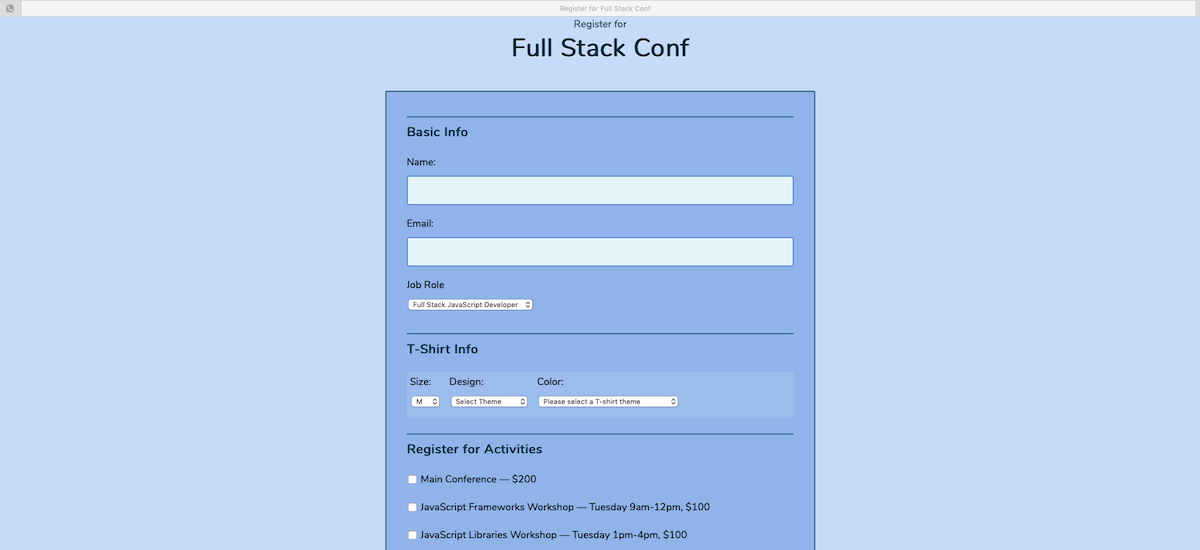 Register for Full Stack Conf
Register for
Full Stack Conf
Basic Info
Name:
Email:
Job Role
Full Stack JavaScript Developer
T-Shirt Info
Size: Design: Color:
M Select Theme Please select a T-shirt theme
Register for Activities
Main Conference — $200
JavaScript Frameworks Workshop — Tuesday 9am-12pm, $100
JavaScript Libraries Workshop — Tuesday 1pm-4pm, $100